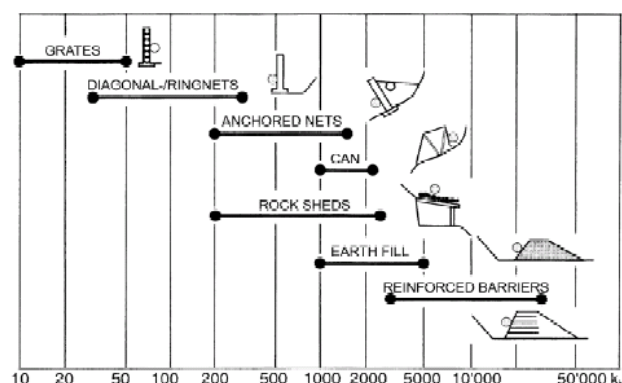 GRATES
DIAGONAL-/RINGNETS
ANCHORED NETS
CAN
ROCK SHEDS
EARTH FILL
REINFORCED BARRIERS
10 20 50 100 200 500 1000 2000 5000 10'000 50'000 k.